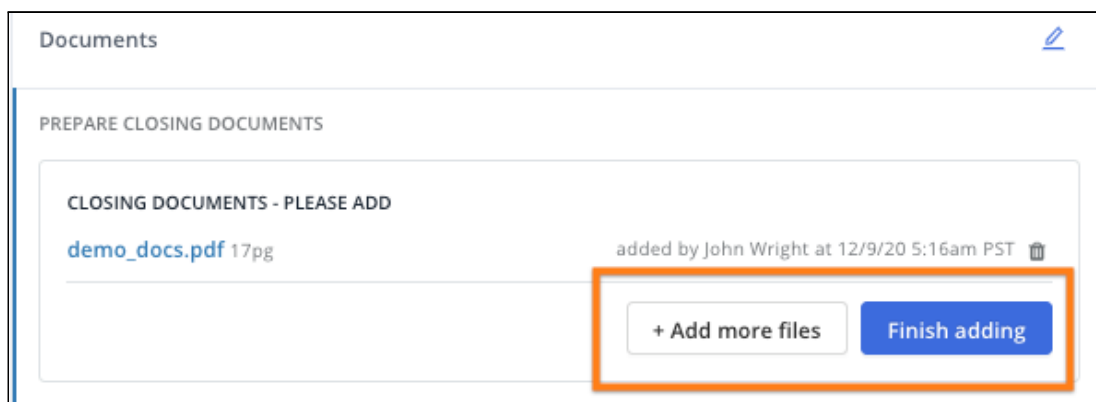 Documents
PREPARE CLOSING DOCUMENTS
CLOSING DOCUMENTS - PLEASE ADD
demo_docs.pdf 17pg added by John Wright at 12/9/20 5:16am PST
+ Add more files Finish adding